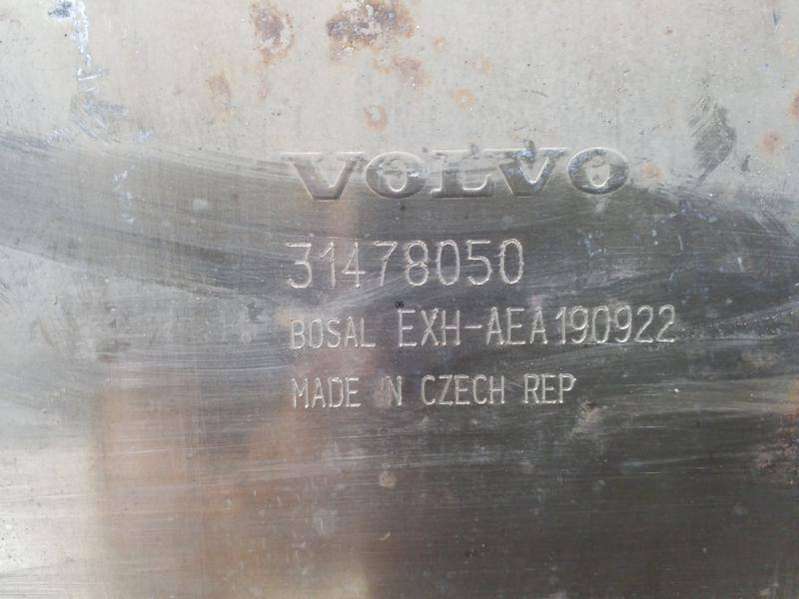 VOLVO
31478050
BOSAL EXH-AEA190922
MADE IN CZECH REP